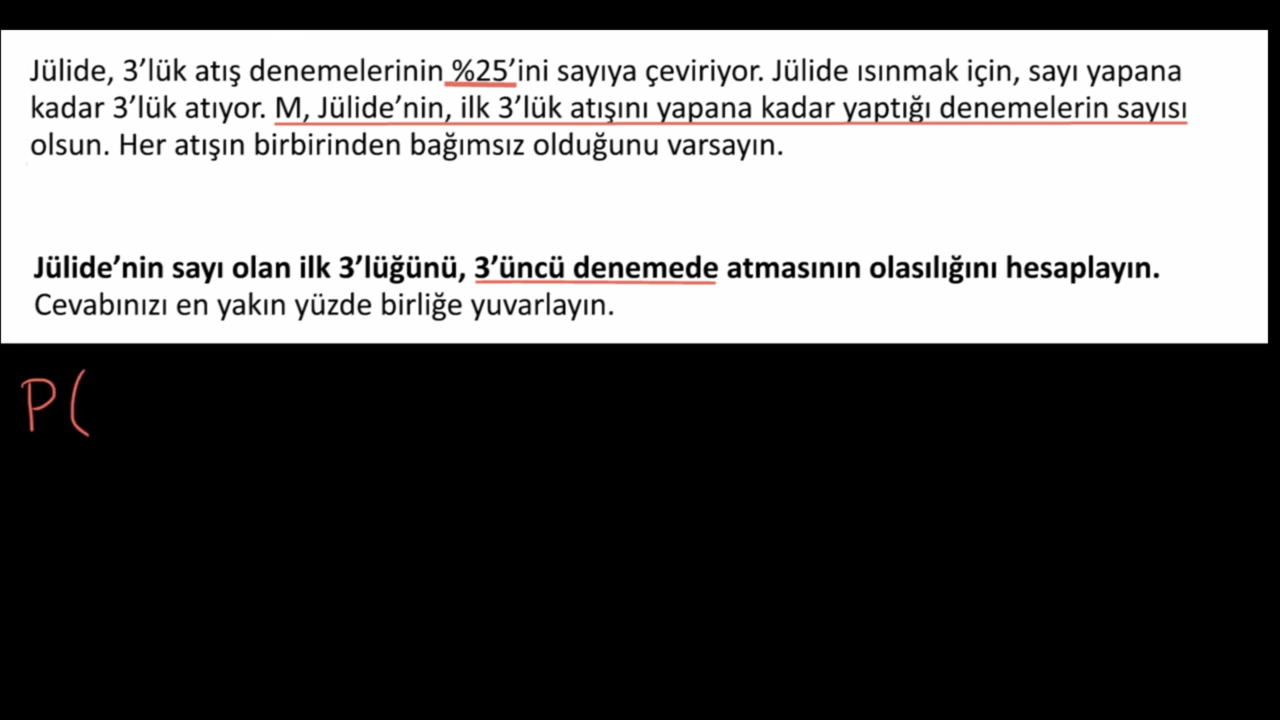 Jülide, 3’lük atış denemelerinin %25’ini sayıya çeviriyor. Jülide ısınmak için, sayı yapana
kadar 3’lük atıyor. M, Jülide’nin, ilk 3’lük atışını yapana kadar yaptığı denemelerin sayısı
olsun. Her atışın birbirinden bağımsız olduğunu varsayın.
Jülide’nin sayı olan ilk 3’lüğünü, 3’üncü denemede atmasının olasılığını hesaplayın.
Cevabınızı en yakın yüzde birliğe yuvarlayın.
P(